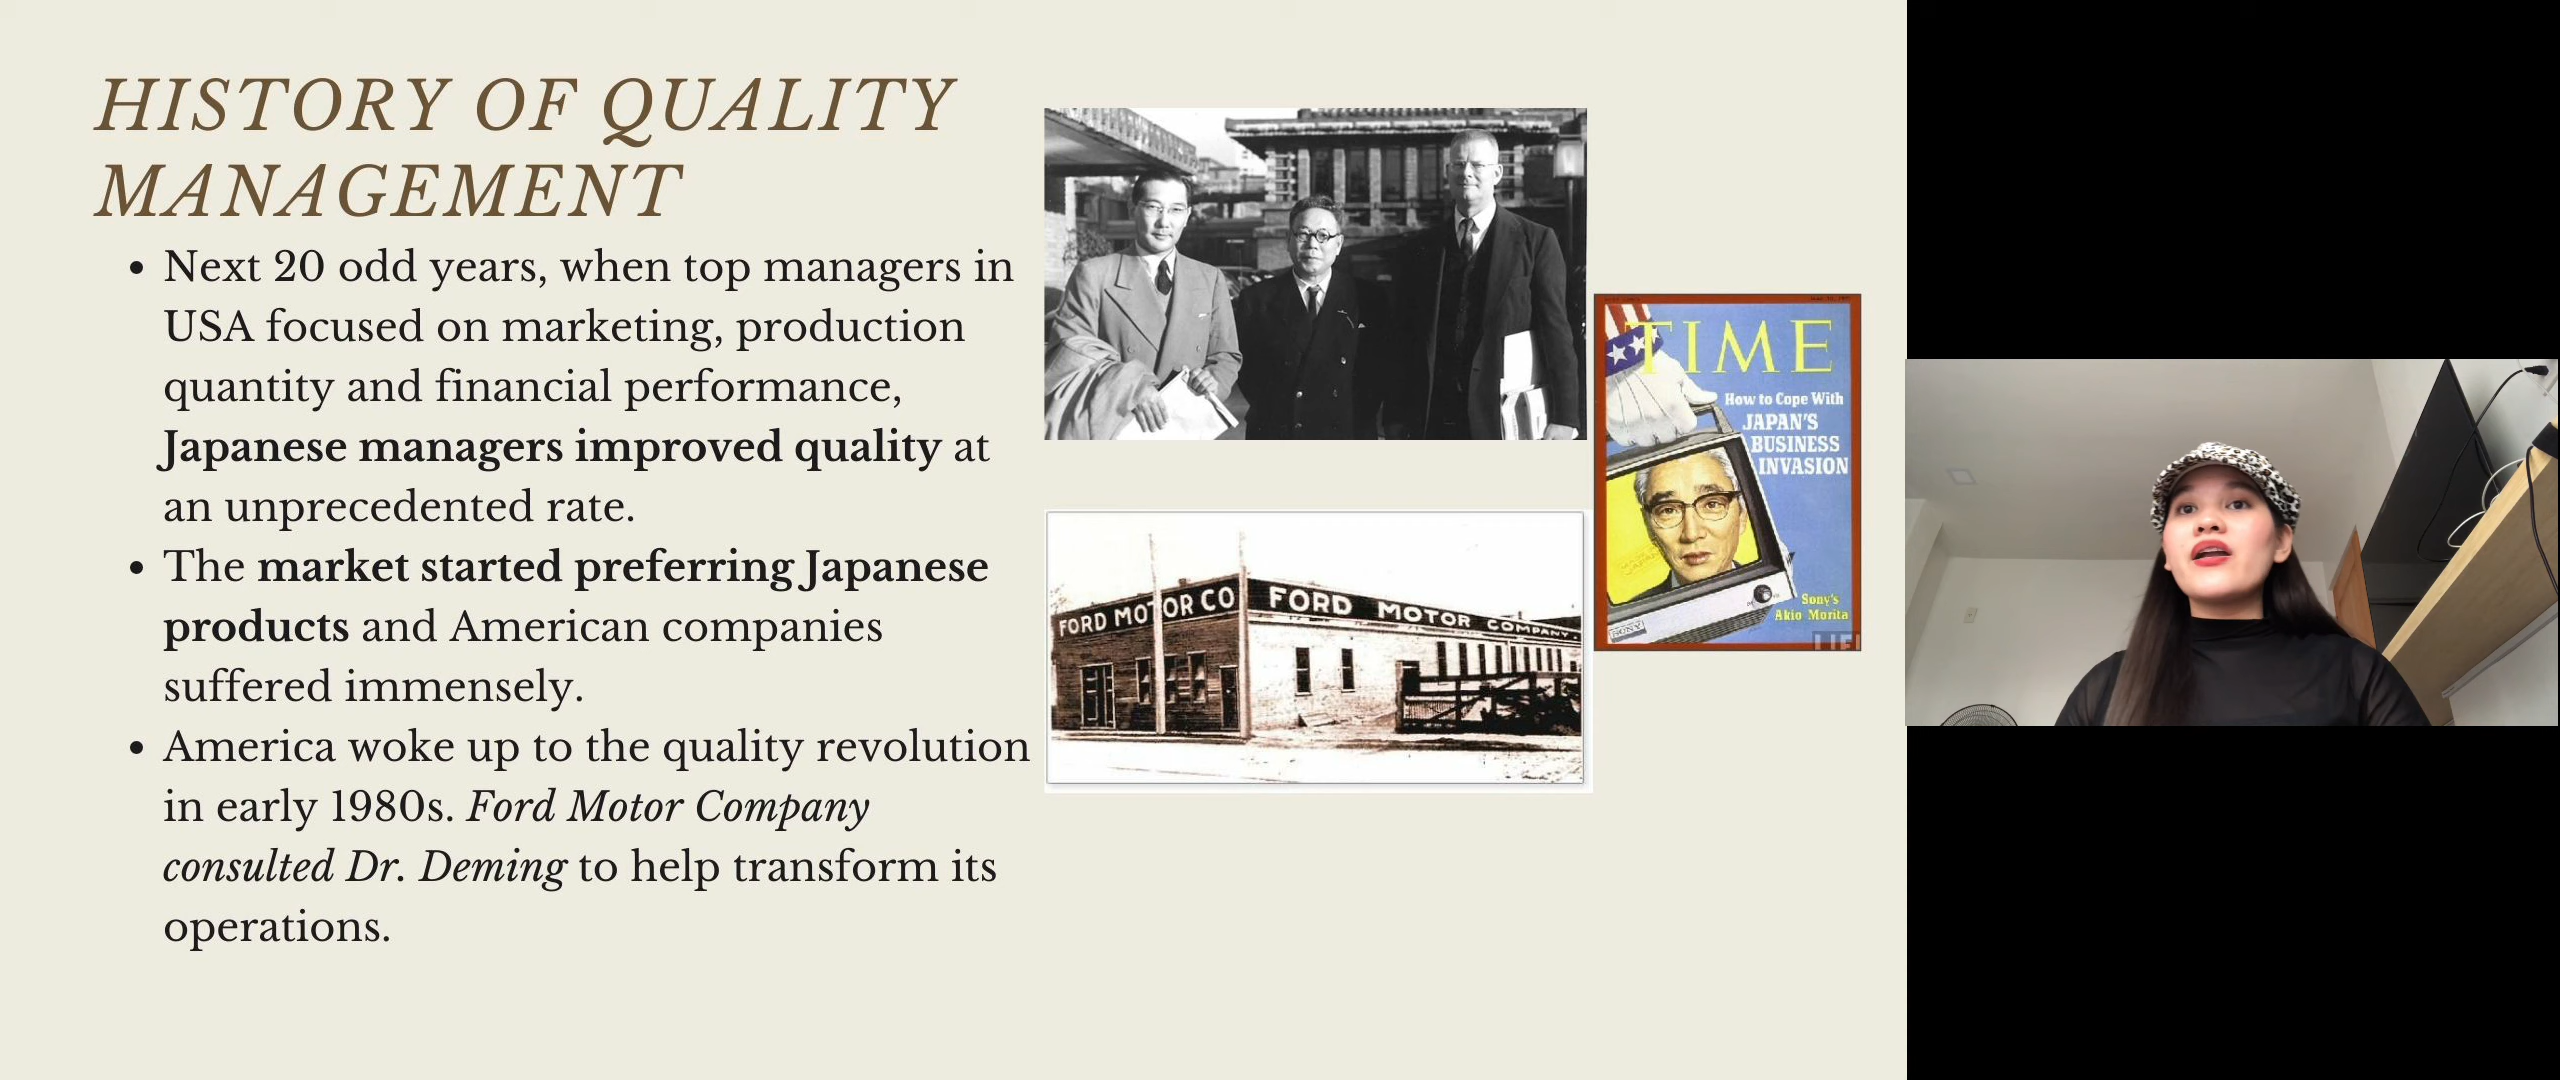 HISTORY OF QUALITY
MANAGEMENT
• Next 20 odd years, when top managers in
USA focused on marketing, production
quantity and financial performance,
Japanese managers improved quality at
an unprecedented rate.
• The market started preferring Japanese
products and American companies
suffered immensely.
• America woke up to the quality revolution
in early 1980s. Ford Motor Company
consulted Dr. Deming to help transform its
operations.
TIME
How to Cope With
JAPAN'S
BUSINESS
INVASION
Sony's
Akio Morita
SONY
LIFE
FORD MOTOR CO
FORD MOTOR COMPANY.